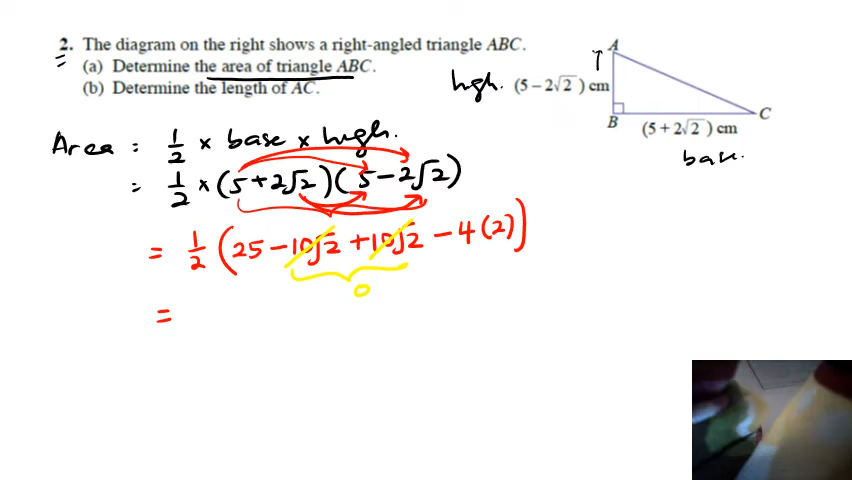 2. The diagram on the right shows a right-angled triangle ABC.
(a) Determine the area of triangle ABC.
(b) Determine the length of AC.
A
high. (5 − 2√2) cm
B
C
(5 + 2√2) cm
base.
Area = 1/2 × base × high.
= 1/2 × (5 + 2√2)(5 − 2√2)
= 1/2 (25 − 10√2 + 10√2 − 4(2))
0
=